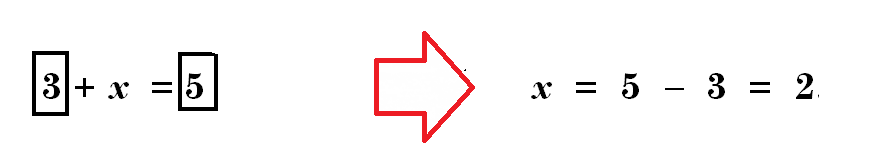 3 + x = 5 x = 5 – 3 = 2.